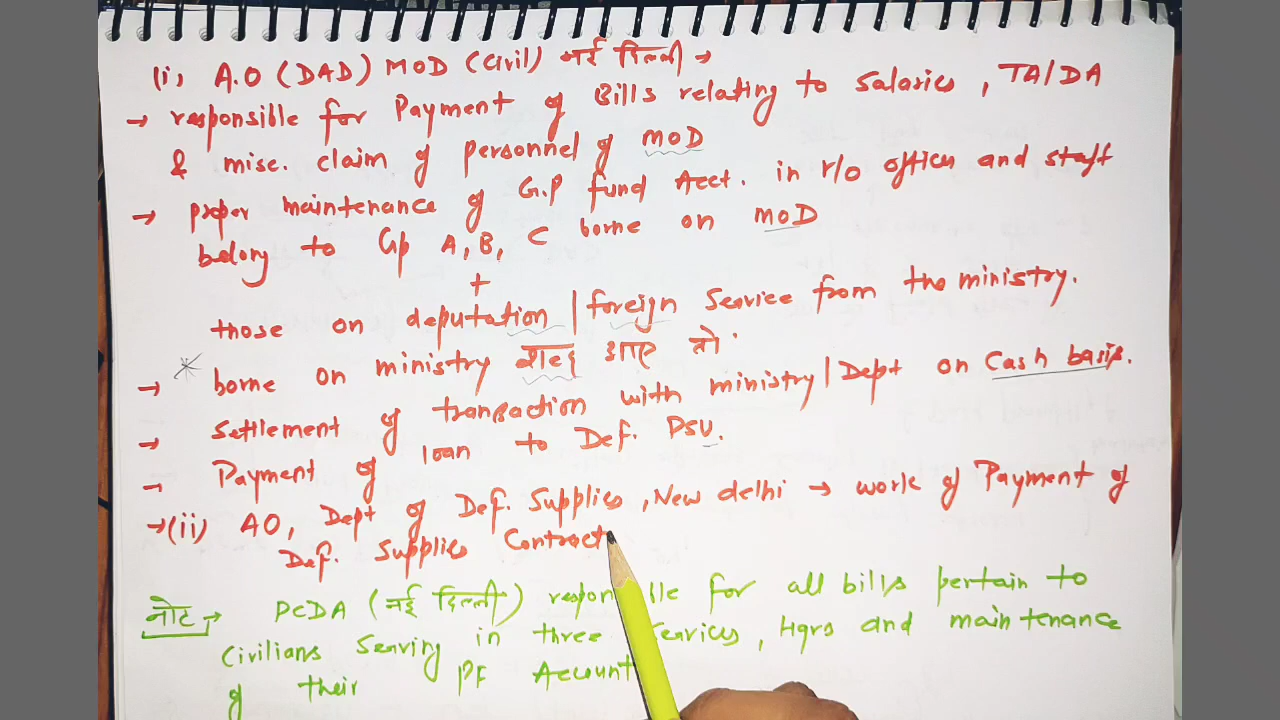 (i) A.O (DAD) MOD (Civil) नई दिल्ली →
→ responsible for Payment of Bills relating to salaries, TA/DA
& misc. claim of personnel of MOD
→ proper maintenance of G.P fund Acct. in r/o officers and staff
belong to Gp A, B, C borne on MOD
+
those on deputation / foreign Service from the ministry.
→ borne on ministry आए तो
→ Settlement of transaction with ministry / Dept on Cash basis.
→ Payment of loan to Def. PSU.
→ (ii) AO, Dept of Def. Supplies, New delhi → work of Payment of
Def. Supplies Contract
नोट → PCDA (नई दिल्ली) responsible for all bills pertain to
Civilians Serving in three Services, Hqrs and maintenance
of their PF Account